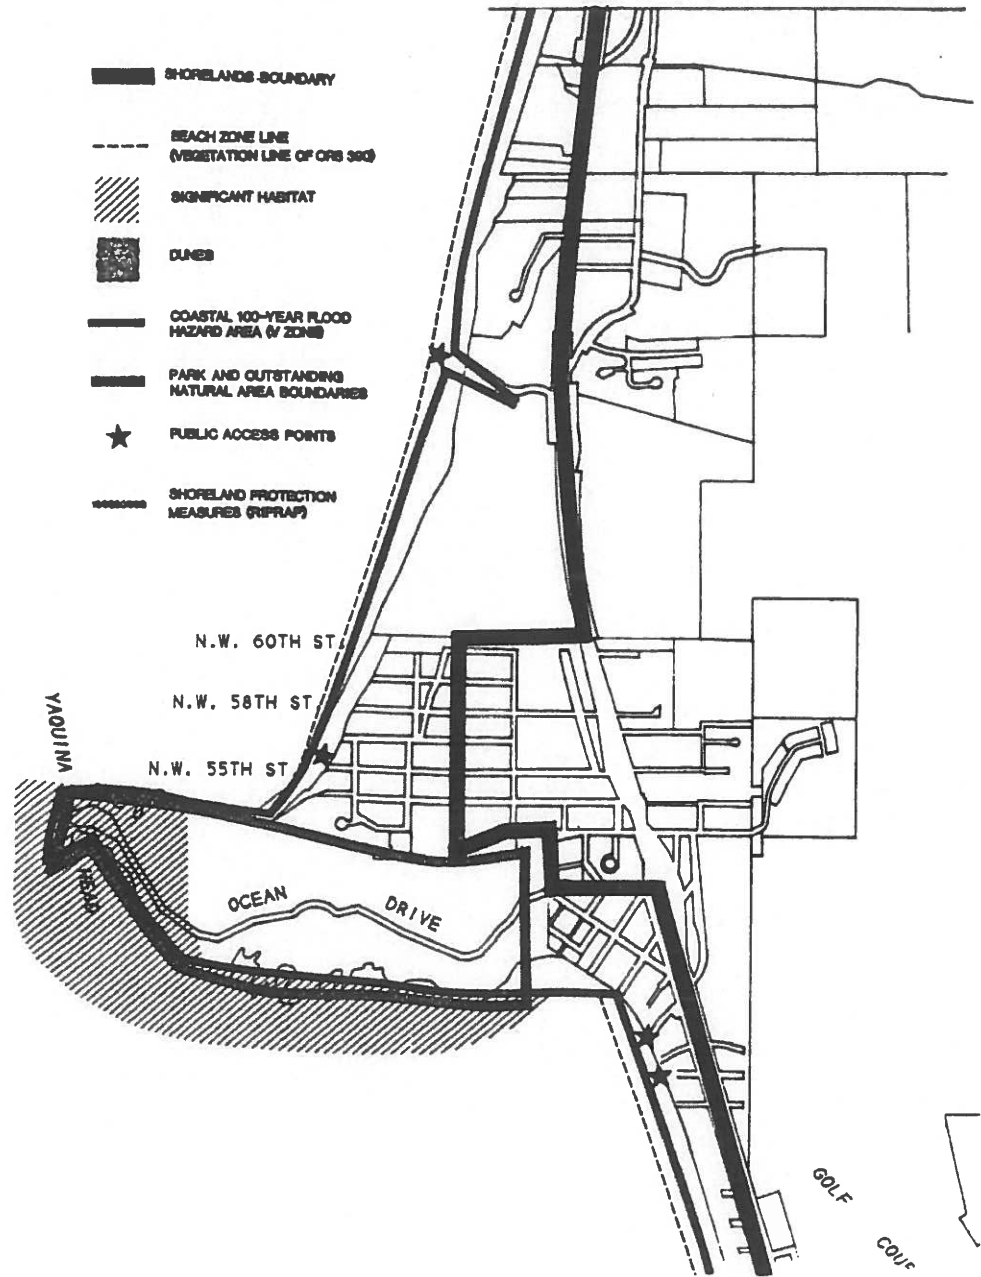 SHORELANDS BOUNDARY
BEACH ZONE LINE
(VEGETATION LINE OF ORS 390)
SIGNIFICANT HABITAT
DUNES
COASTAL 100-YEAR FLOOD
HAZARD AREA (V ZONE)
PARK AND OUTSTANDING
NATURAL AREA BOUNDARIES
PUBLIC ACCESS POINTS
SHORELAND PROTECTION
MEASURES (RIPRAP)
N.W. 60TH ST.
N.W. 58TH ST
N.W. 55TH ST
YAQUINA
HEAD
OCEAN DRIVE
GOLF
COUR